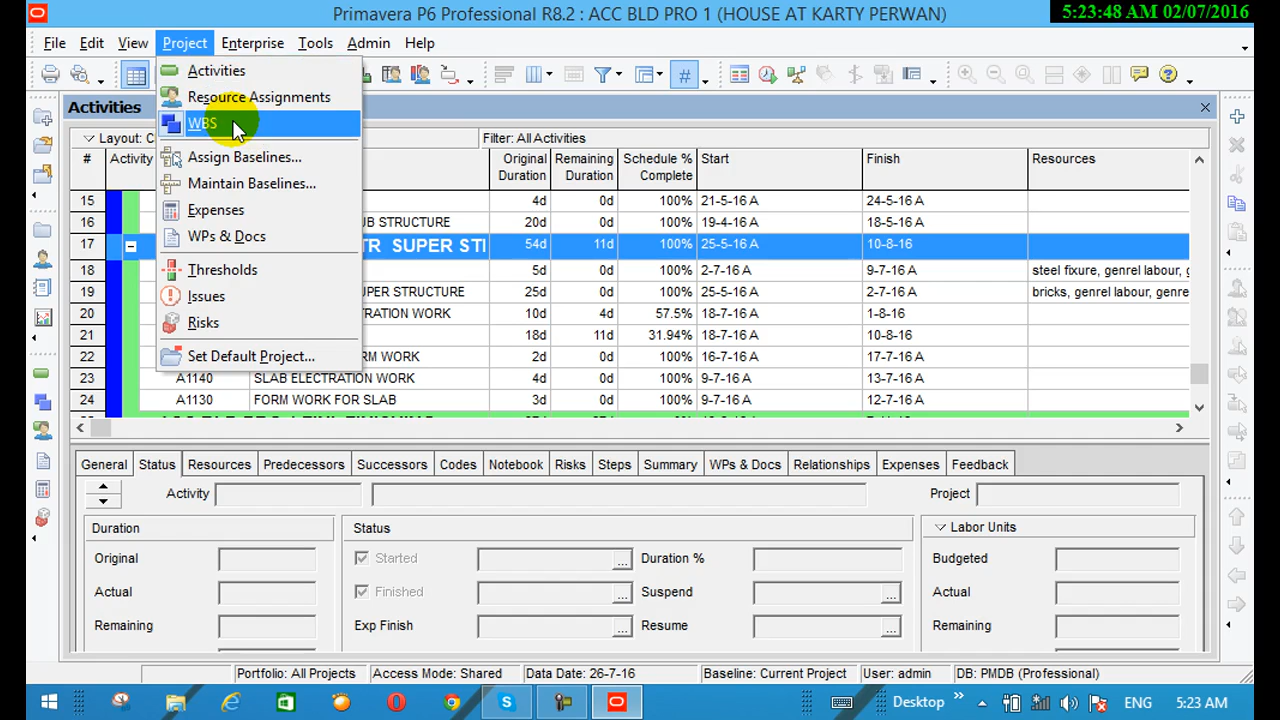 Primavera P6 Professional R8.2 : ACC BLD PRO 1 (HOUSE AT KARTY PERWAN)
5:23:48 AM 02/07/2016
File Edit View Project Enterprise Tools Admin Help
Activities
Resource Assignments
WBS
Assign Baselines...
Maintain Baselines...
Expenses
WPs & Docs
Thresholds
Issues
Risks
Set Default Project...
Activities
Layout: C Filter: All Activities
# Activity Original Duration Remaining Duration Schedule % Complete Start Finish Resources
15 4d 0d 100% 21-5-16 A 24-5-16 A
16 UB STRUCTURE 20d 0d 100% 19-4-16 A 18-5-16 A
17 TR SUPER STI 54d 11d 100% 25-5-16 A 10-8-16
18 5d 0d 100% 2-7-16 A 9-7-16 A steel fixure, genrel labour, g
19 UPER STRUCTURE 25d 0d 100% 25-5-16 A 2-7-16 A bricks, genrel labour, genre
20 TRATION WORK 10d 4d 57.5% 18-7-16 A 1-8-16
21 18d 11d 31.94% 18-7-16 A 10-8-16
22 RM WORK 2d 0d 100% 16-7-16 A 17-7-16 A
23 A1140 SLAB ELECTRATION WORK 4d 0d 100% 9-7-16 A 13-7-16 A
24 A1130 FORM WORK FOR SLAB 3d 0d 100% 9-7-16 A 12-7-16 A
General Status Resources Predecessors Successors Codes Notebook Risks Steps Summary WPs & Docs Relationships Expenses Feedback
Activity Project
Duration Status Labor Units
Original Started Duration % Budgeted
Actual Finished Suspend Actual
Remaining Exp Finish Resume Remaining
Portfolio: All Projects Access Mode: Shared Data Date: 26-7-16 Baseline: Current Project User: admin DB: PMDB (Professional)
Desktop ENG 5:23 AM